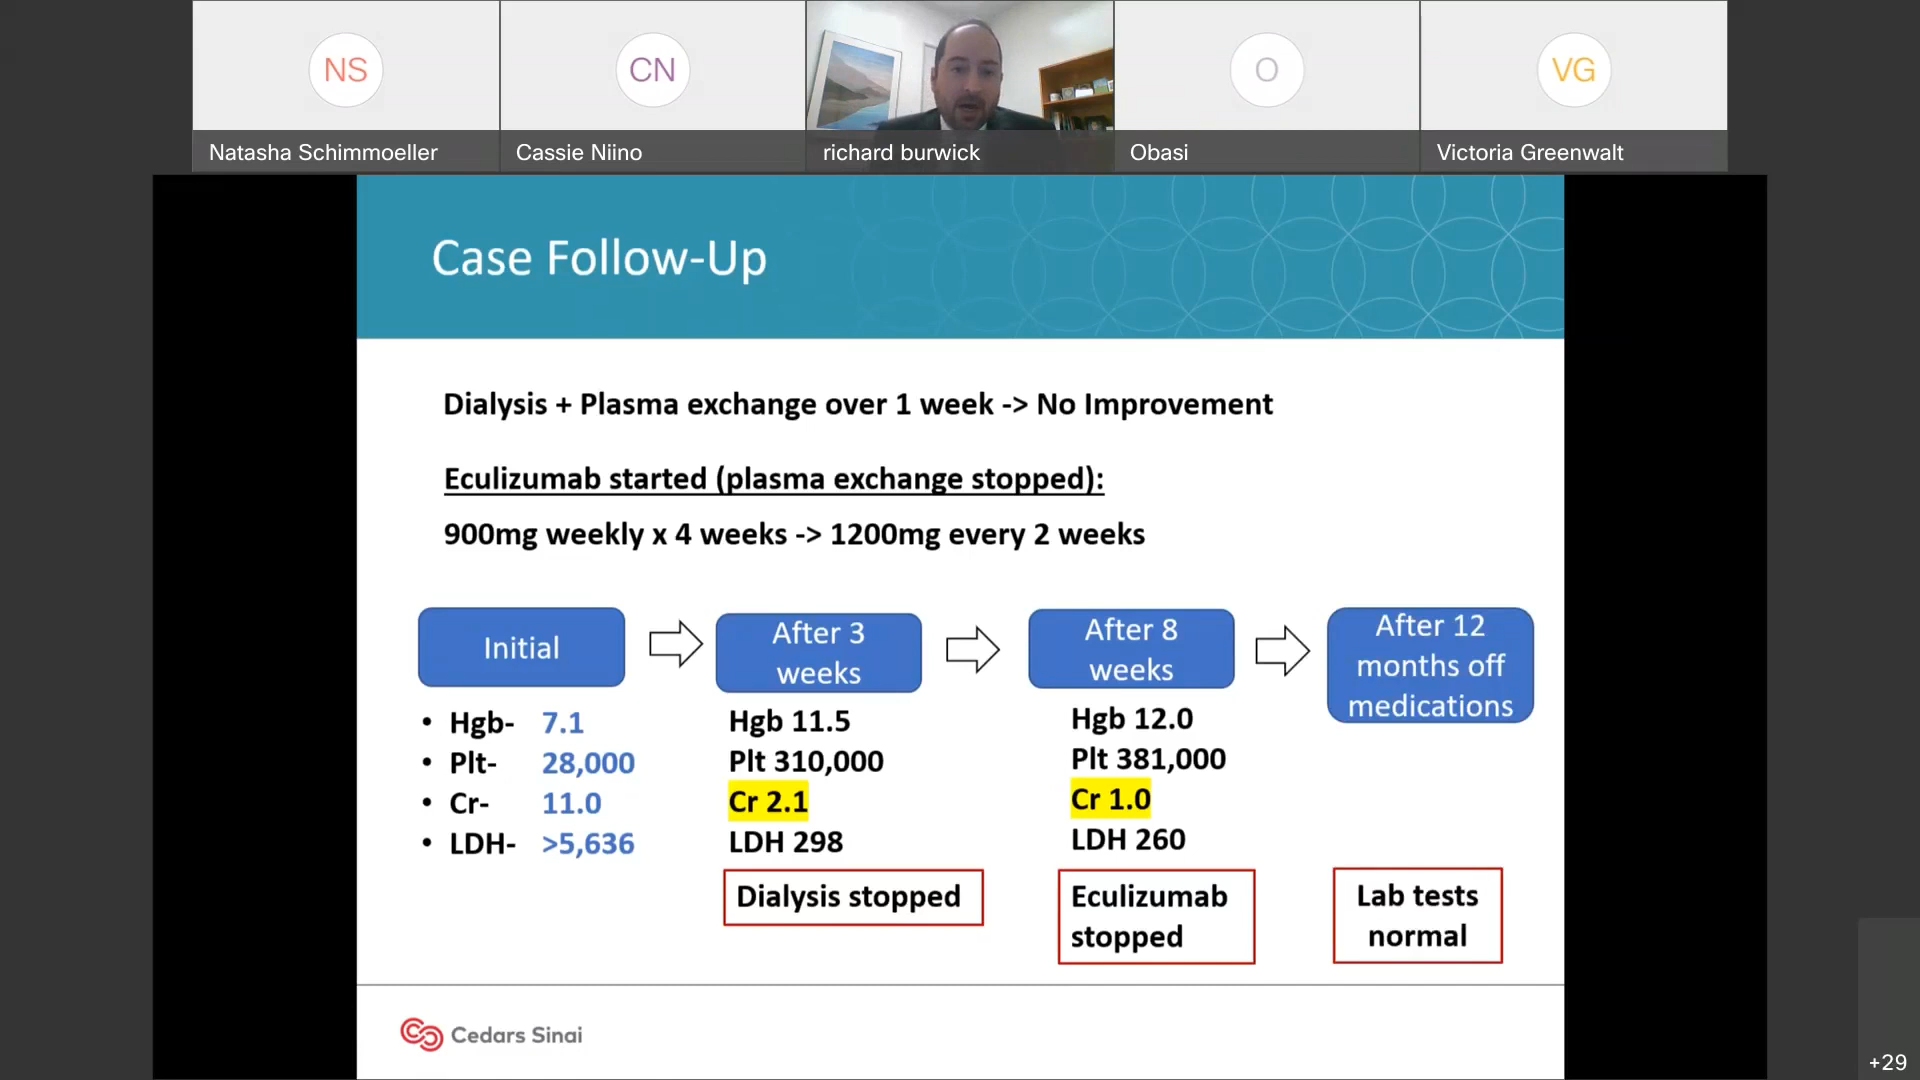 NS
CN
O
VG
Natasha Schimmoeller
Cassie Niino
richard burwick
Obasi
Victoria Greenwalt
Case Follow-Up
Dialysis + Plasma exchange over 1 week -> No Improvement
Eculizumab started (plasma exchange stopped):
900mg weekly x 4 weeks -> 1200mg every 2 weeks
Initial
• Hgb- 7.1
• Plt- 28,000
• Cr- 11.0
• LDH- >5,636
After 3
weeks
Hgb 11.5
Plt 310,000
Cr 2.1
LDH 298
Dialysis stopped
After 8
weeks
Hgb 12.0
Plt 381,000
Cr 1.0
LDH 260
Eculizumab
stopped
After 12
months off
medications
Lab tests
normal
Cedars Sinai
+29